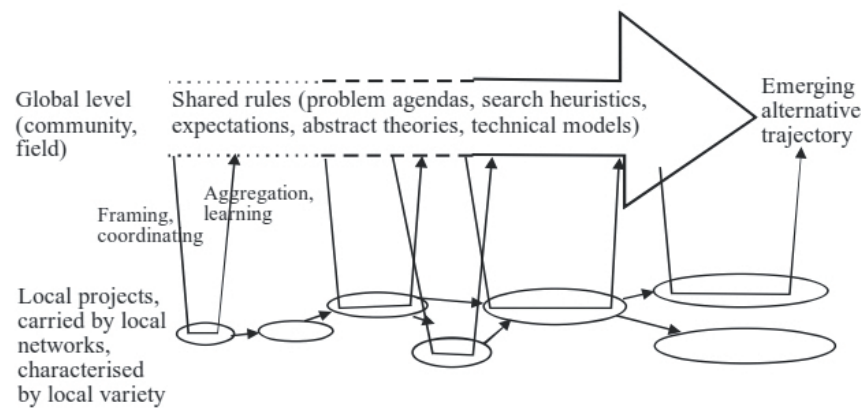 Global level
(community,
field)
Shared rules (problem agendas, search heuristics,
expectations, abstract theories, technical models)
Emerging
alternative
trajectory
Framing,
coordinating
Aggregation,
learning
Local projects,
carried by local
networks,
characterised
by local variety